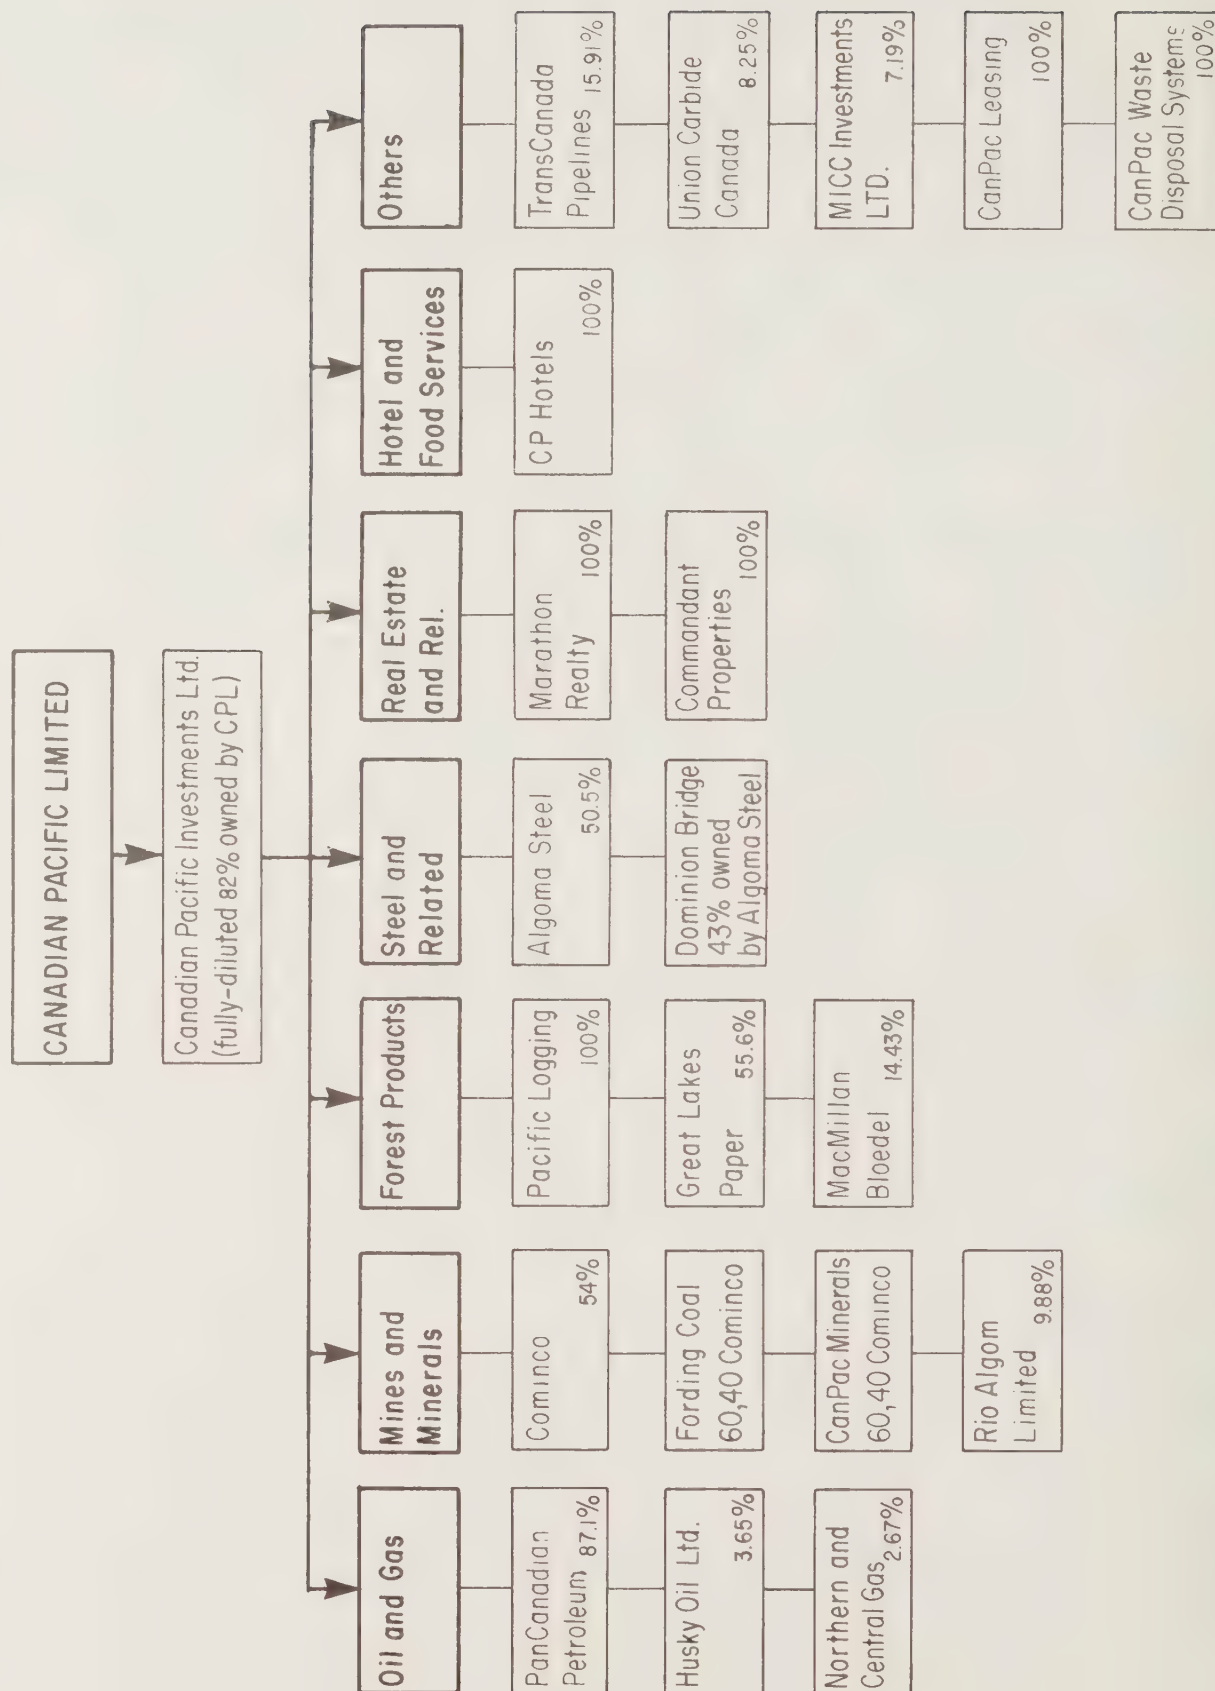 CANADIAN PACIFIC LIMITED
Canadian Pacific Investments Ltd.
(fully-diluted 82% owned by CPL)
Oil and Gas
PanCanadian
Petroleum 87.1%
Husky Oil Ltd.
3.65%
Northern and
Central Gas 2.67%
Mines and
Minerals
Cominco
54%
Fording Coal
60,40 Cominco
CanPac Minerals
60,40 Cominco
Rio Algom
Limited 9.88%
Forest Products
Pacific Logging
100%
Great Lakes
Paper 55.6%
MacMillan
Bloedel 14.43%
Steel and
Related
Algoma Steel
50.5%
Dominion Bridge
43% owned
by Algoma Steel
Real Estate
and Rel.
Marathon
Realty 100%
Commandant
Properties
100%
Hotel and
Food Services
CP Hotels
100%
Others
TransCanada
Pipelines 15.91%
Union Carbide
Canada 8.25%
MICC Investments
LTD. 7.19%
CanPac Leasing
100%
CanPac Waste
Disposal Systems
100%